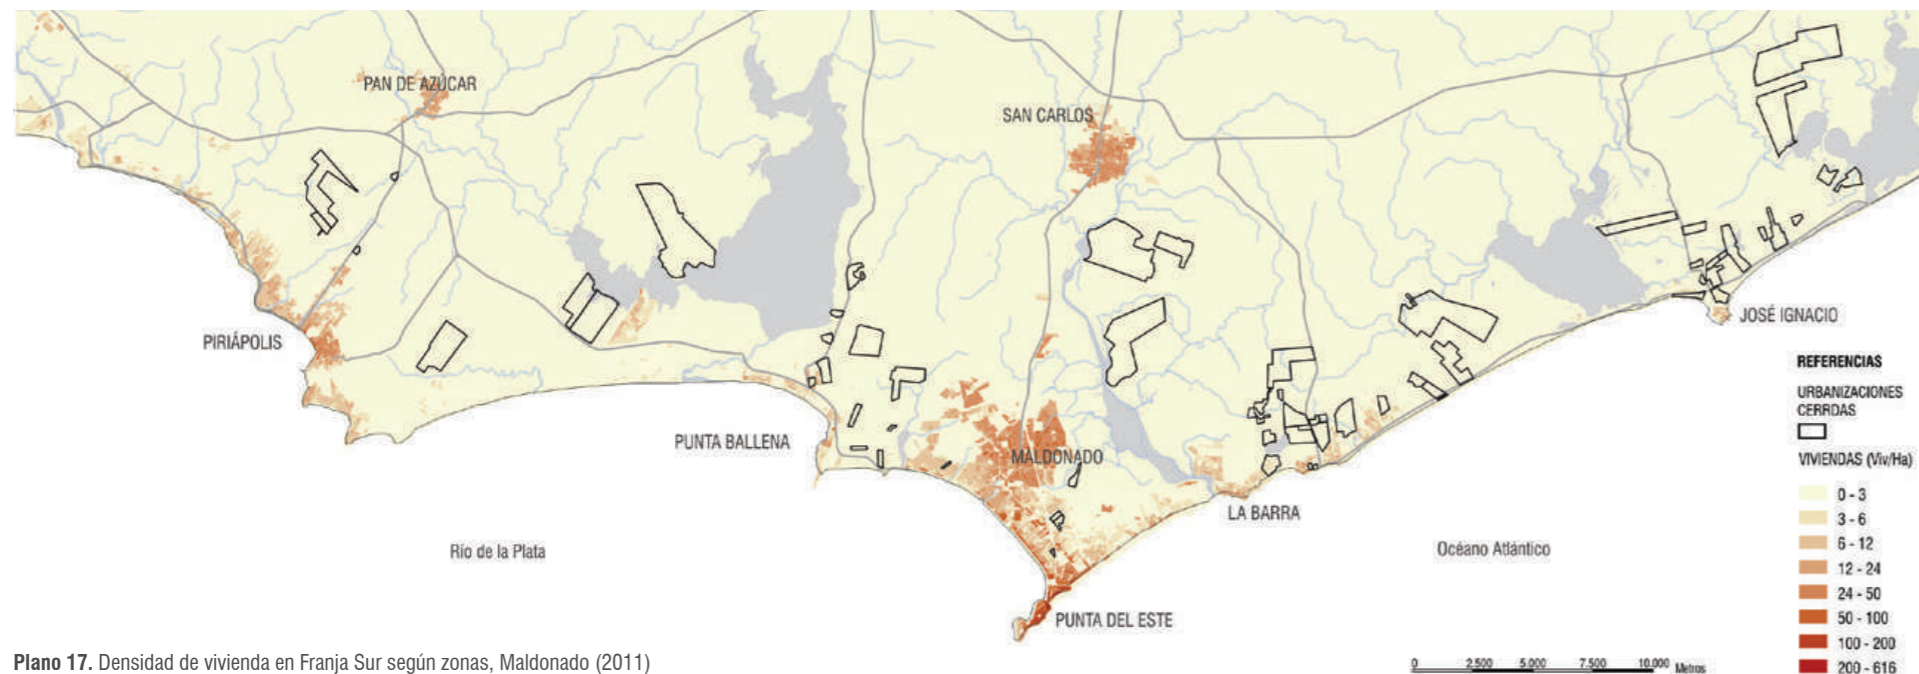 PAN DE AZÚCAR
SAN CARLOS
PIRIÁPOLIS
JOSÉ IGNACIO
PUNTA BALLENA
MALDONADO
LA BARRA
Río de la Plata
Océano Atlántico
PUNTA DEL ESTE
REFERENCIAS
URBANIZACIONES
CERRDAS
VIVIENDAS (Viv/Ha)
0 - 3
3 - 6
6 - 12
12 - 24
24 - 50
50 - 100
100 - 200
200 - 616
0 2.500 5.000 7.500 10.000 Metros
Plano 17. Densidad de vivienda en Franja Sur según zonas, Maldonado (2011)